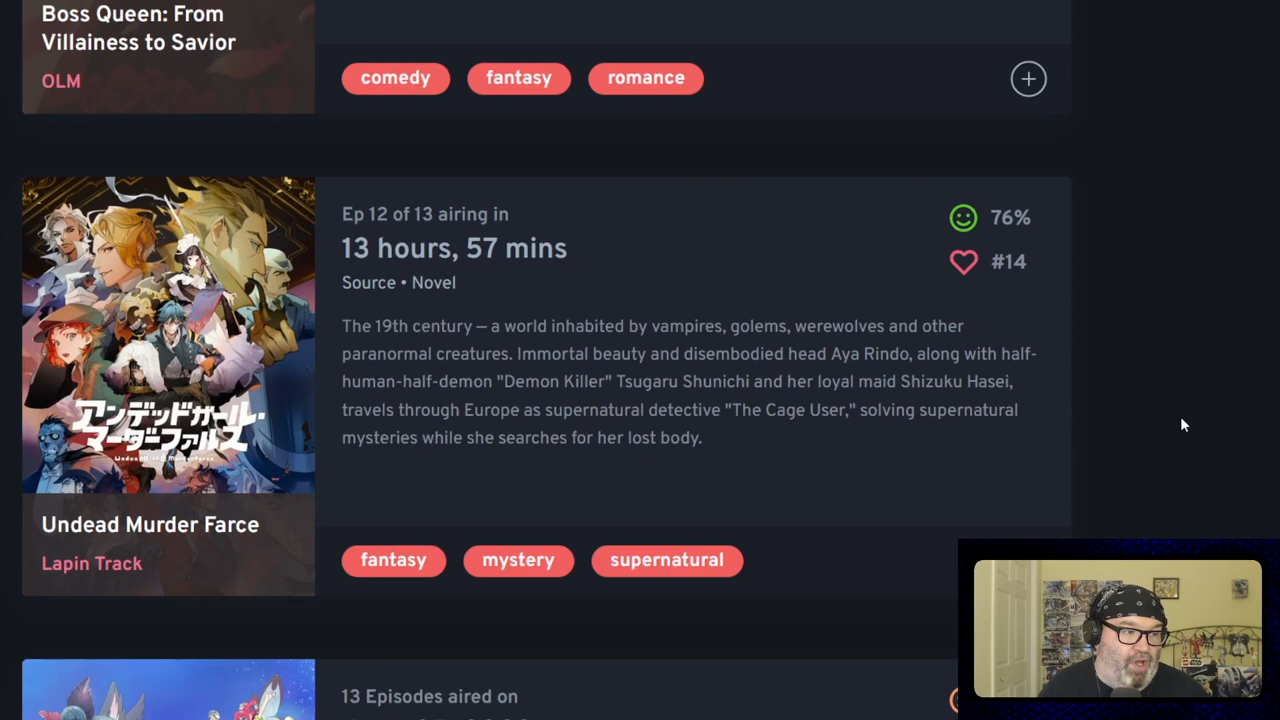 Boss Queen: From
Villainess to Savior
OLM
comedy
fantasy
romance
Ep 12 of 13 airing in
13 hours, 57 mins
Source • Novel
76%
#14
The 19th century — a world inhabited by vampires, golems, werewolves and other
paranormal creatures. Immortal beauty and disembodied head Aya Rindo, along with half-
human-half-demon "Demon Killer" Tsugaru Shunichi and her loyal maid Shizuku Hasei,
travels through Europe as supernatural detective "The Cage User," solving supernatural
mysteries while she searches for her lost body.
アンデッドガール・
マーダーファルス
Undead Murder Farce
Lapin Track
fantasy
mystery
supernatural
13 Episodes aired on